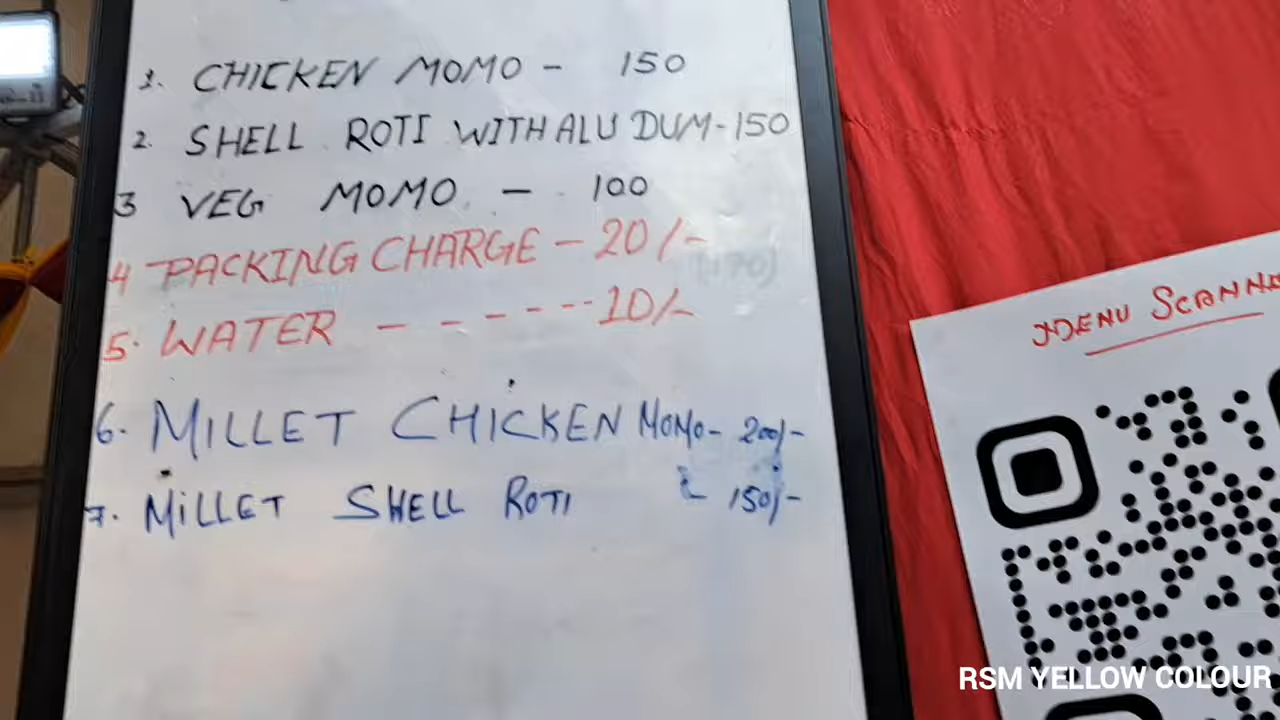 1. CHICKEN MOMO - 150
2. SHELL ROTI WITH ALU DUM-150
3 VEG MOMO - 100
4 PACKING CHARGE - 20/-
(170)
5. WATER - - - - - - 10/-
6. MILLET CHICKEN MOMO- 200/-
7. MILLET SHELL ROTI - 150/-
MENU SCANNE
RSM YELLOW COLOUR